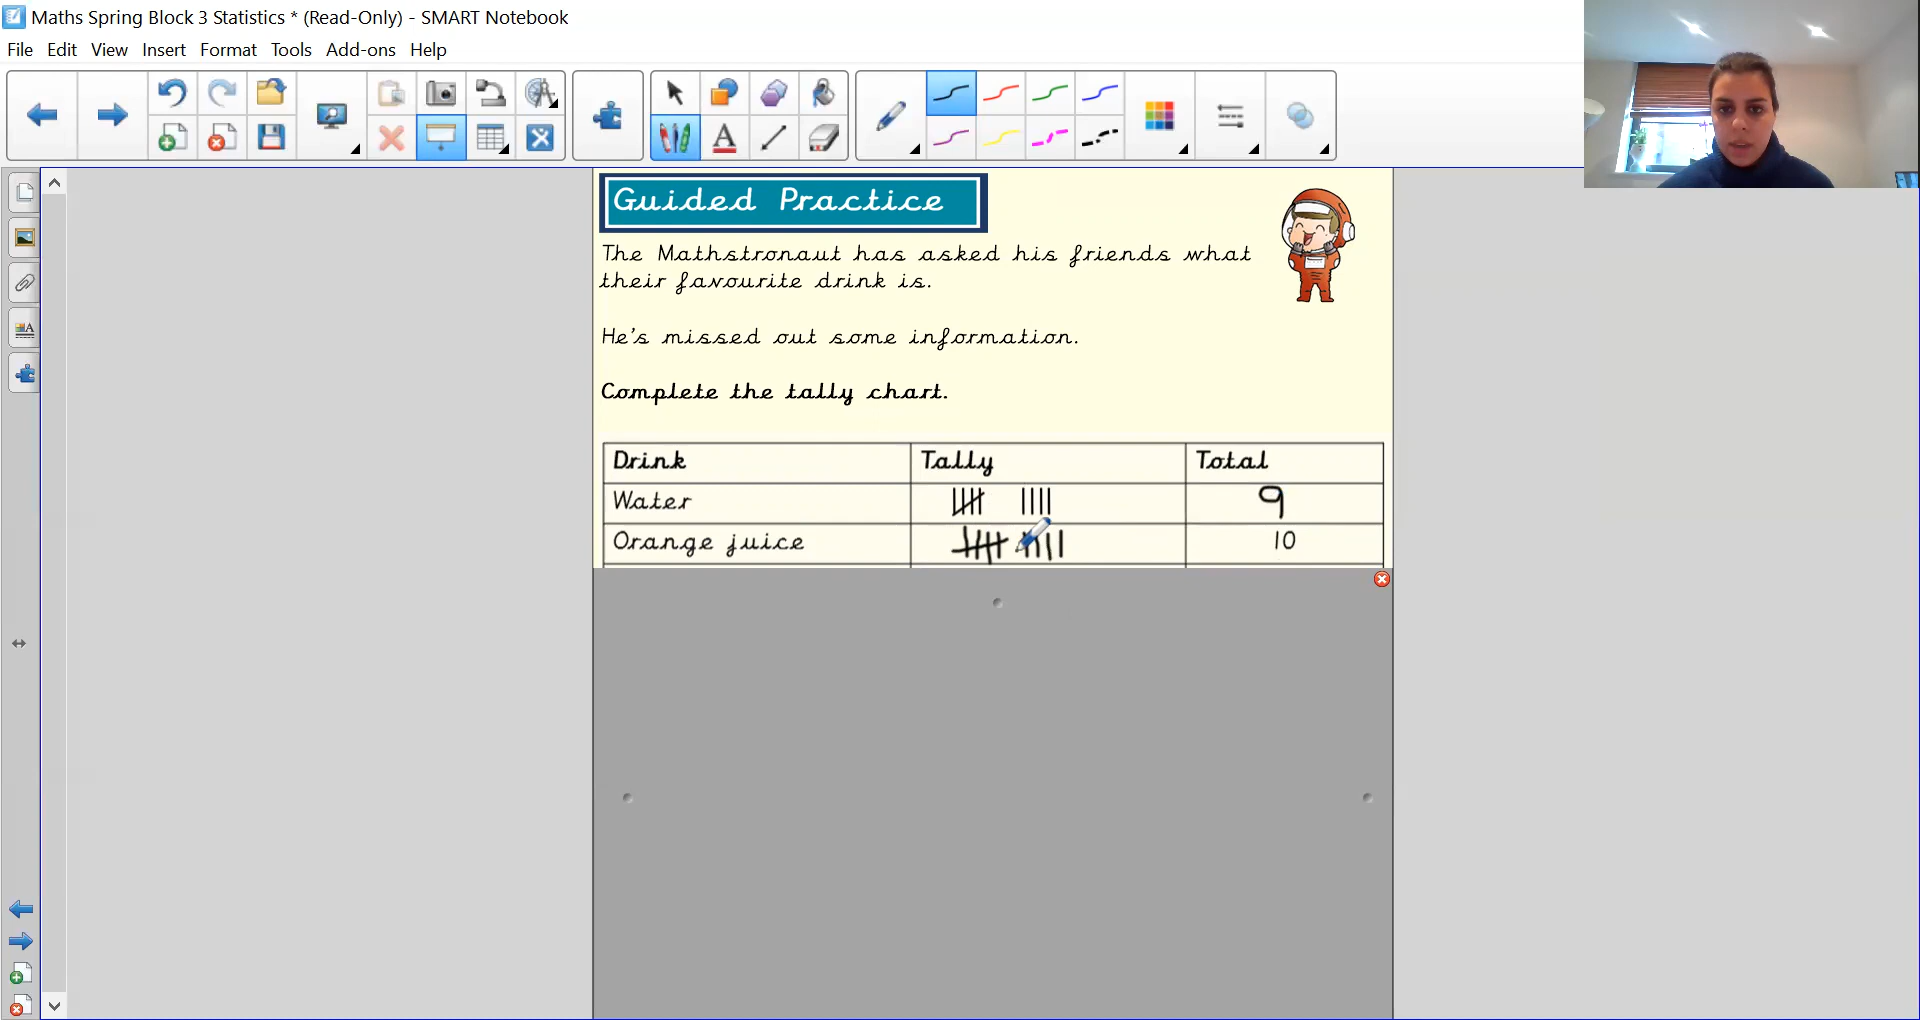 Maths Spring Block 3 Statistics * (Read-Only) - SMART Notebook
File Edit View Insert Format Tools Add-ons Help
Guided Practice
The Mathstronaut has asked his friends what
their favourite drink is.
He's missed out some information.
Complete the tally chart.
Drink Tally Total
Water 9
Orange juice 10